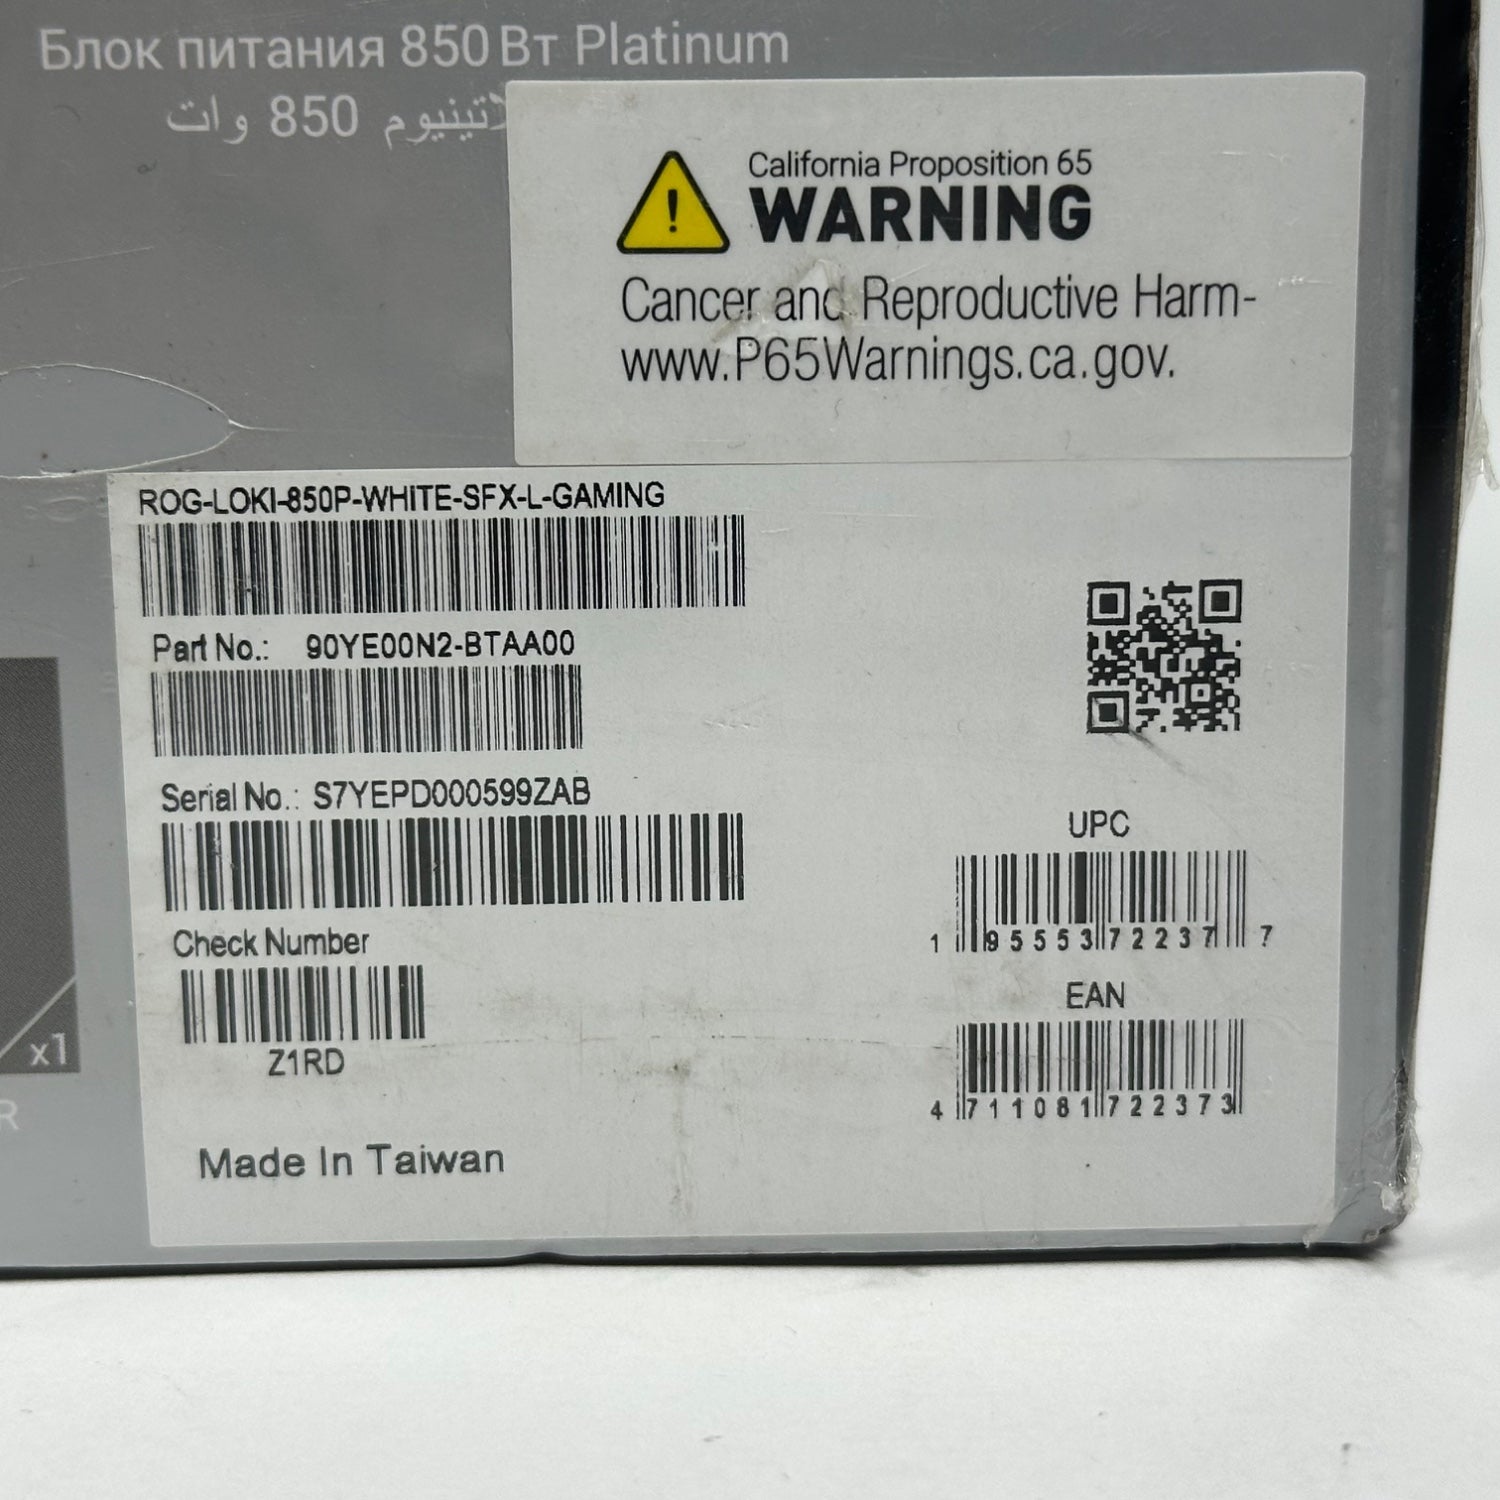 Блок питания 850 Вт Platinum
850 وات
California Proposition 65
WARNING
Cancer and Reproductive Harm-
www.P65Warnings.ca.gov.
ROG-LOKI-850P-WHITE-SFX-L-GAMING
Part No.: 90YE00N2-BTAA00
Serial No.: S7YEPD000599ZAB
Check Number
Z1RD
Made In Taiwan
UPC
1 95553 72237 7
EAN
4 711081 722373
x1
R